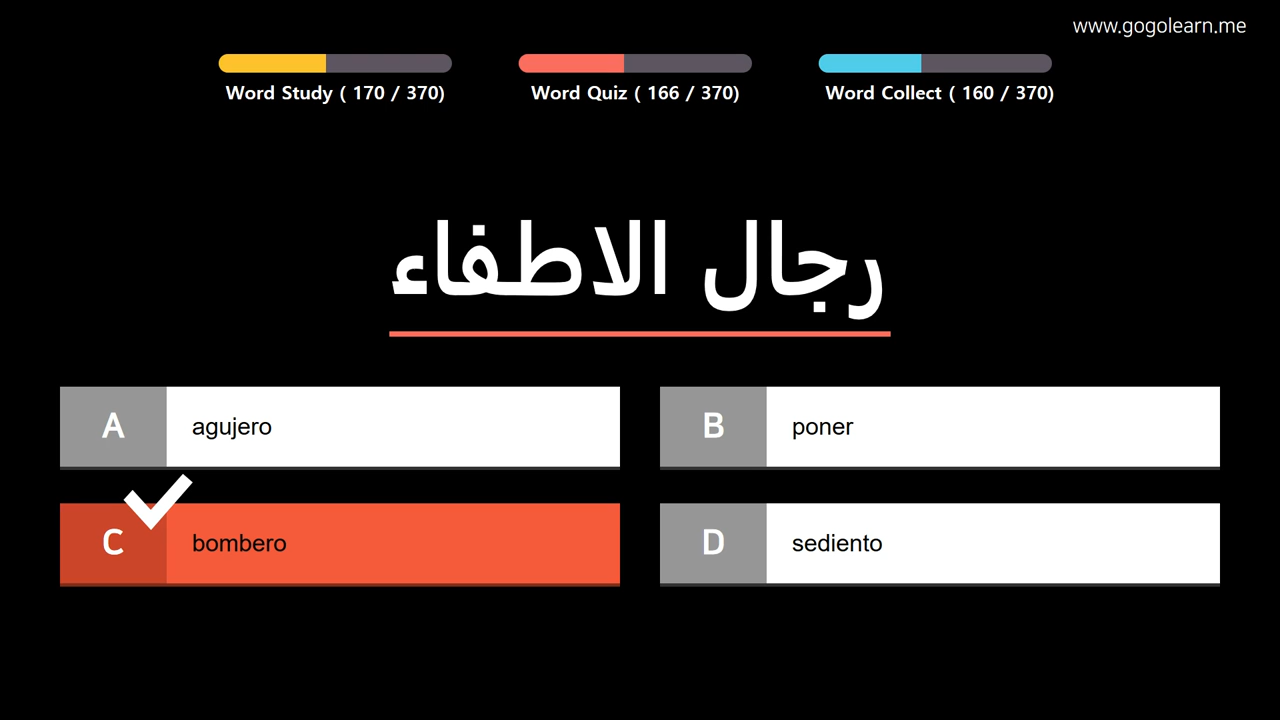 www.gogolearn.me
Word Study ( 170 / 370)
Word Quiz ( 166 / 370)
Word Collect ( 160 / 370)
رجال الاطفاء
A agujero
B poner
C bombero
D sediento